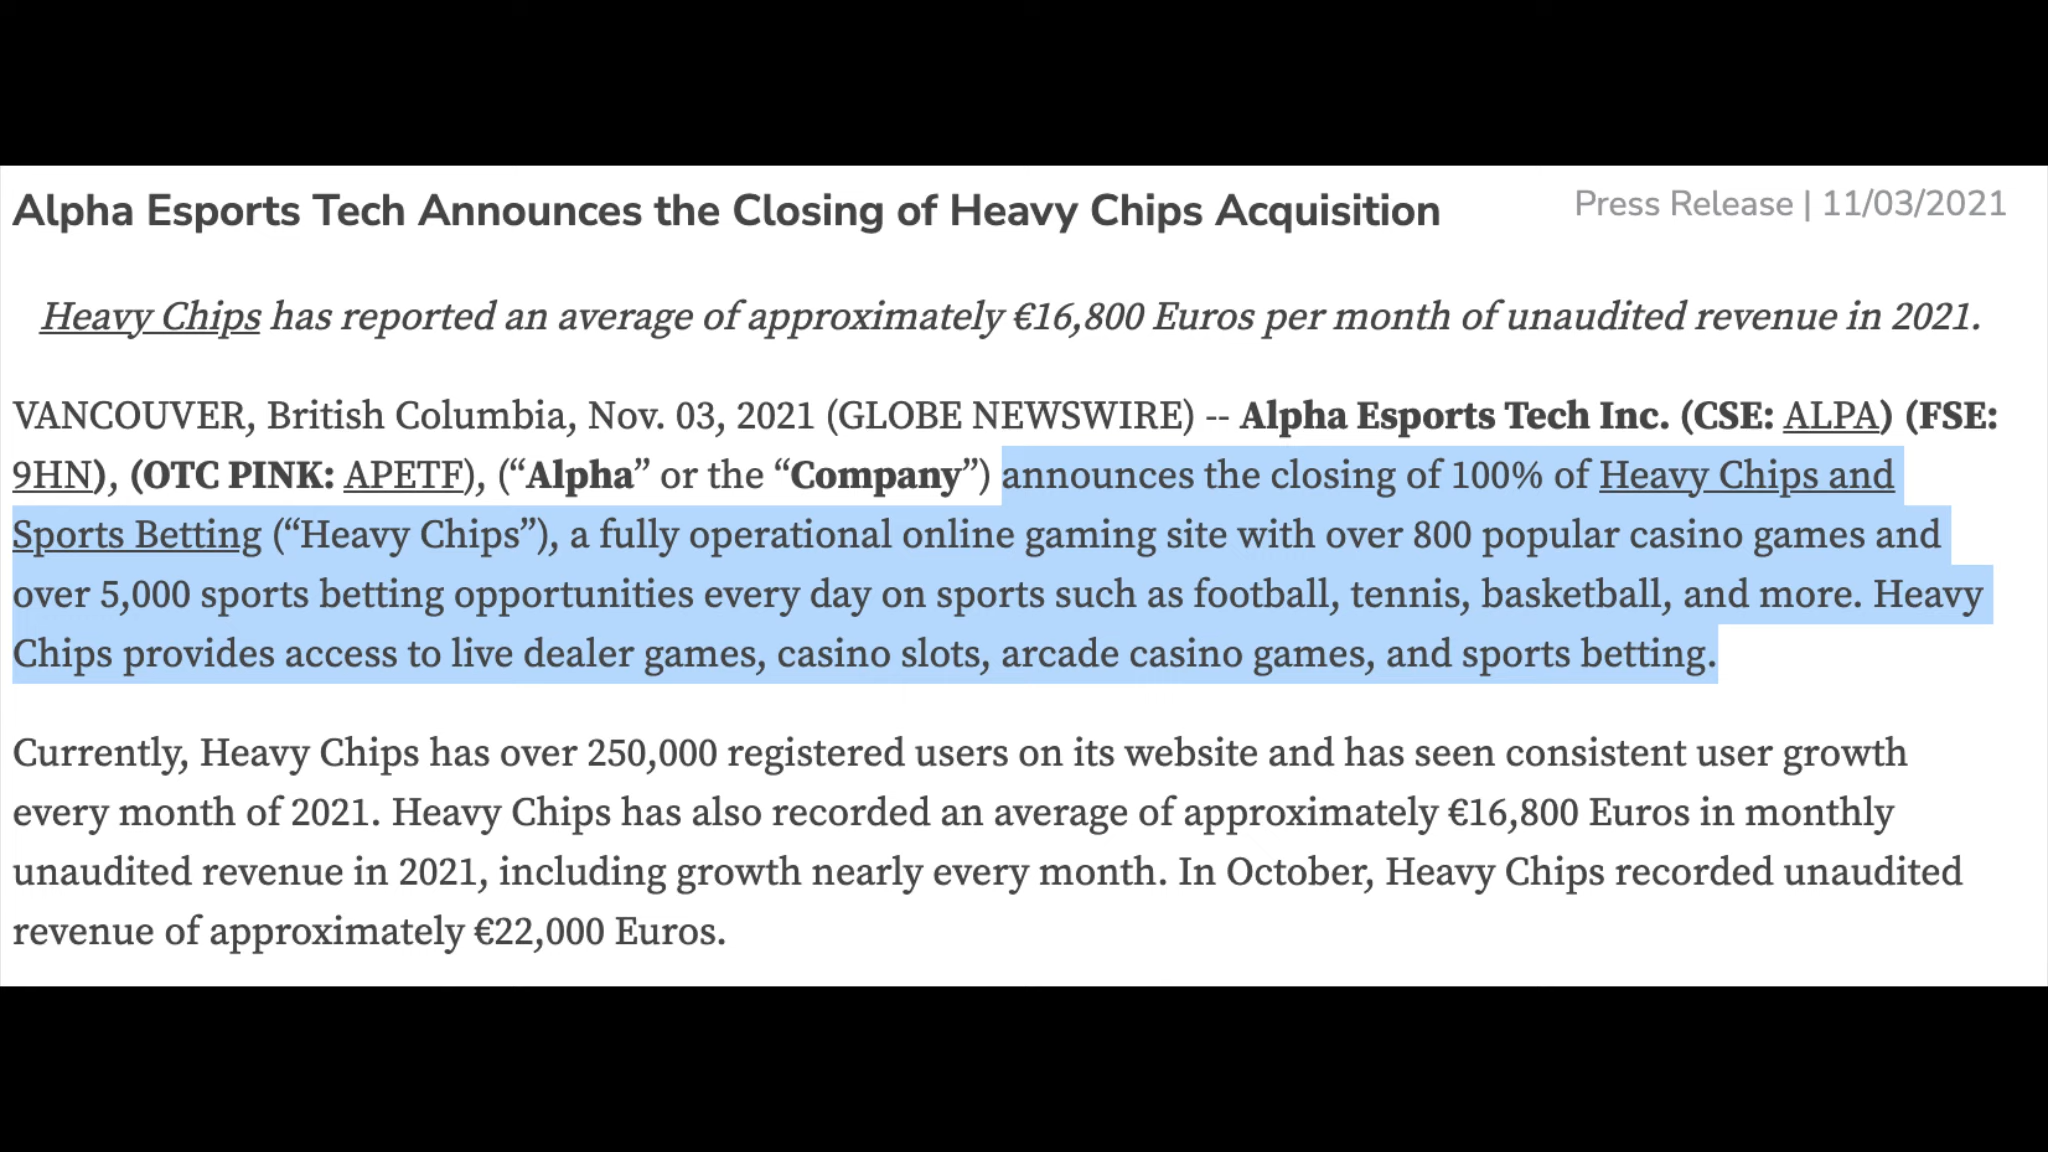 Alpha Esports Tech Announces the Closing of Heavy Chips Acquisition
Press Release | 11/03/2021
Heavy Chips has reported an average of approximately €16,800 Euros per month of unaudited revenue in 2021.
VANCOUVER, British Columbia, Nov. 03, 2021 (GLOBE NEWSWIRE) -- Alpha Esports Tech Inc. (CSE: ALPA) (FSE:
9HN), (OTC PINK: APETF), (“Alpha” or the “Company”) announces the closing of 100% of Heavy Chips and
Sports Betting (“Heavy Chips”), a fully operational online gaming site with over 800 popular casino games and
over 5,000 sports betting opportunities every day on sports such as football, tennis, basketball, and more. Heavy
Chips provides access to live dealer games, casino slots, arcade casino games, and sports betting.
Currently, Heavy Chips has over 250,000 registered users on its website and has seen consistent user growth
every month of 2021. Heavy Chips has also recorded an average of approximately €16,800 Euros in monthly
unaudited revenue in 2021, including growth nearly every month. In October, Heavy Chips recorded unaudited
revenue of approximately €22,000 Euros.